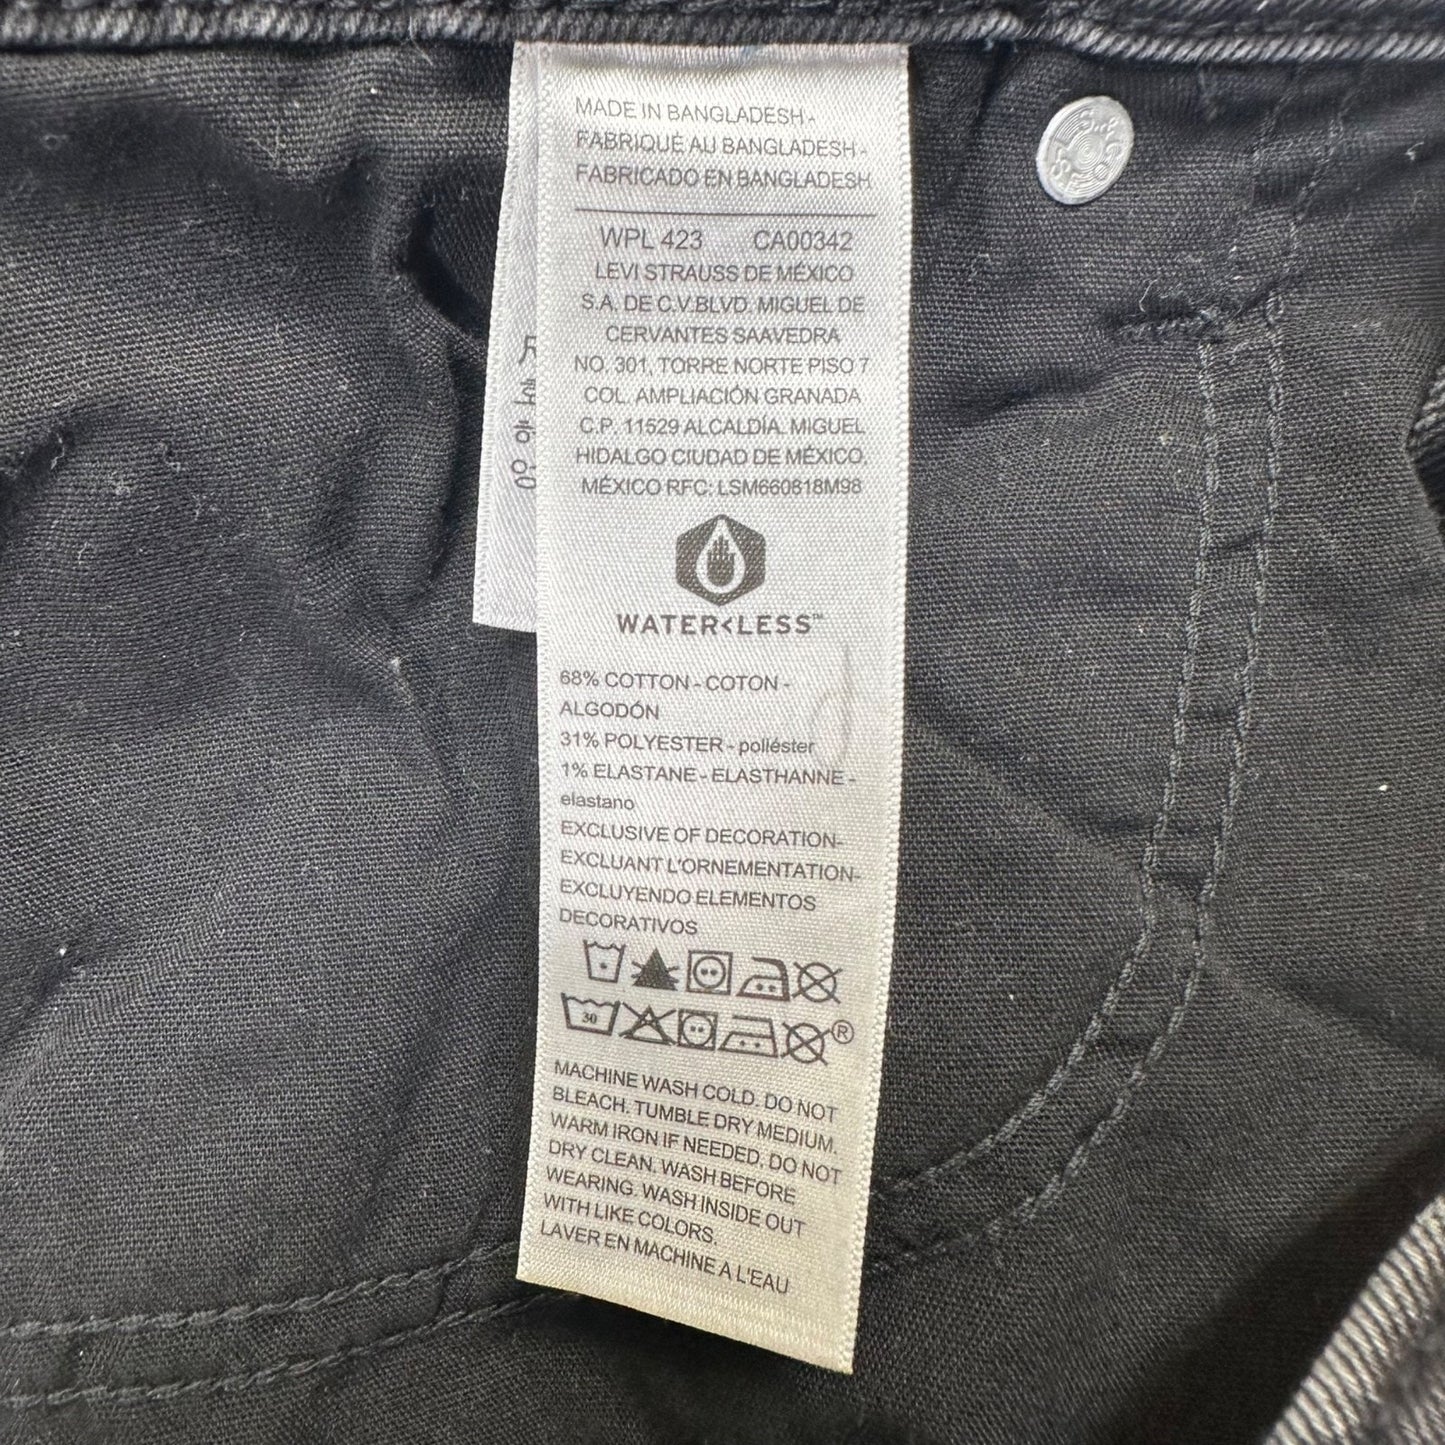 MADE IN BANGLADESH -
FABRIQUÉ AU BANGLADESH -
FABRICADO EN BANGLADESH
WPL 423 CA00342
LEVI STRAUSS DE MÉXICO
S.A. DE C.V.BLVD. MIGUEL DE
CERVANTES SAAVEDRA
NO. 301, TORRE NORTE PISO 7
COL. AMPLIACIÓN GRANADA
C.P. 11529 ALCALDÍA. MIGUEL
HIDALGO CIUDAD DE MÉXICO,
MÉXICO RFC: LSM660818M98
WATER<LESS™
68% COTTON - COTON -
ALGODÓN
31% POLYESTER - poliéster
1% ELASTANE - ELASTHANNE -
elastano
EXCLUSIVE OF DECORATION-
EXCLUANT L'ORNEMENTATION-
EXCLUYENDO ELEMENTOS
DECORATIVOS
30 ®
MACHINE WASH COLD. DO NOT
BLEACH. TUMBLE DRY MEDIUM.
WARM IRON IF NEEDED. DO NOT
DRY CLEAN. WASH BEFORE
WEARING. WASH INSIDE OUT
WITH LIKE COLORS.
LAVER EN MACHINE A L'EAU